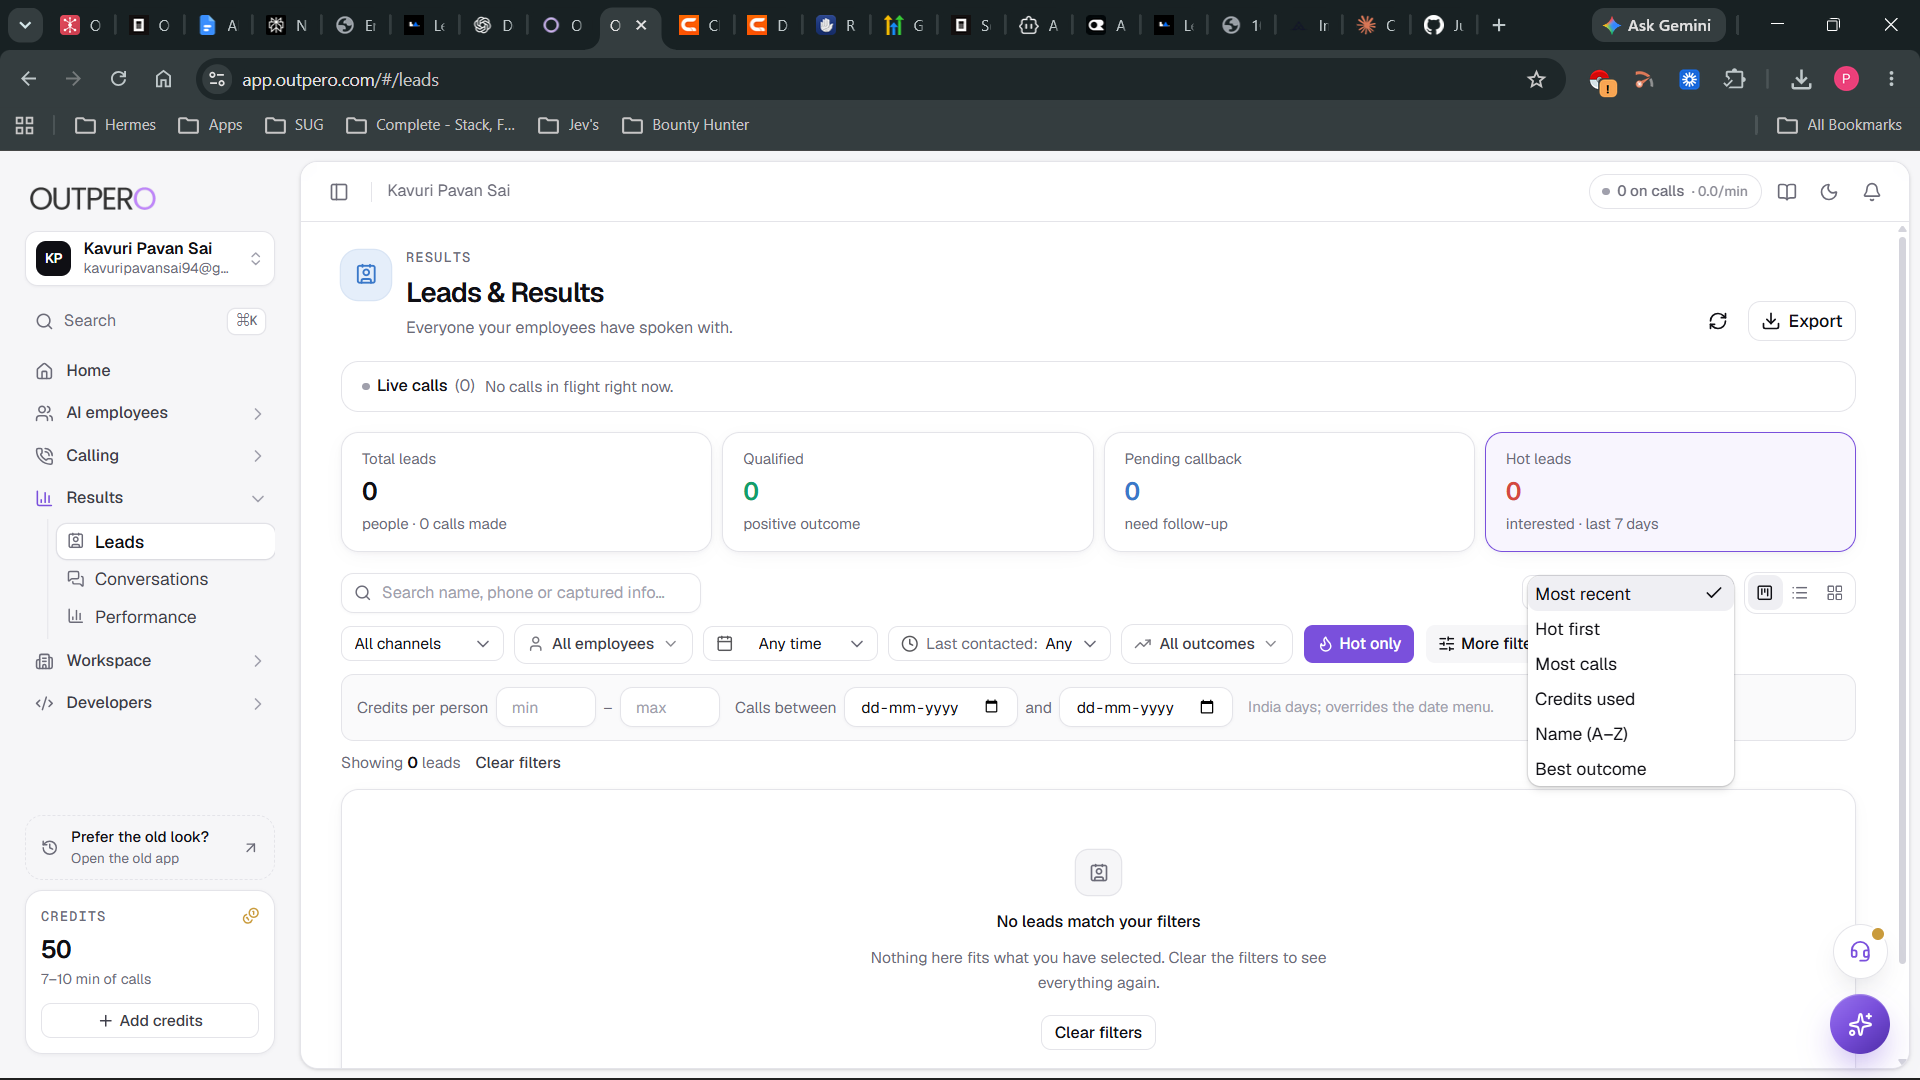 Ask Gemini
app.outpero.com/#/leads
Hermes
Apps
SUG
Complete - Stack, F...
Jev's
Bounty Hunter
All Bookmarks
OUTPERO
KP
Kavuri Pavan Sai
kavuripavansai94@g...
Search
⌘K
Home
AI employees
Calling
Results
Leads
Conversations
Performance
Workspace
Developers
Prefer the old look?
Open the old app
CREDITS
50
7–10 min of calls
+ Add credits
Kavuri Pavan Sai
0 on calls · 0.0/min
RESULTS
Leads & Results
Everyone your employees have spoken with.
Export
Live calls (0) No calls in flight right now.
Total leads
0
people · 0 calls made
Qualified
0
positive outcome
Pending callback
0
need follow-up
Hot leads
0
interested · last 7 days
Search name, phone or captured info...
Most recent
Hot first
Most calls
Credits used
Name (A–Z)
Best outcome
All channels
All employees
Any time
Last contacted: Any
All outcomes
Hot only
More filte
Credits per person
min
–
max
Calls between
dd-mm-yyyy
and
dd-mm-yyyy
India days; overrides the date menu.
Showing 0 leads
Clear filters
No leads match your filters
Nothing here fits what you have selected. Clear the filters to see
everything again.
Clear filters